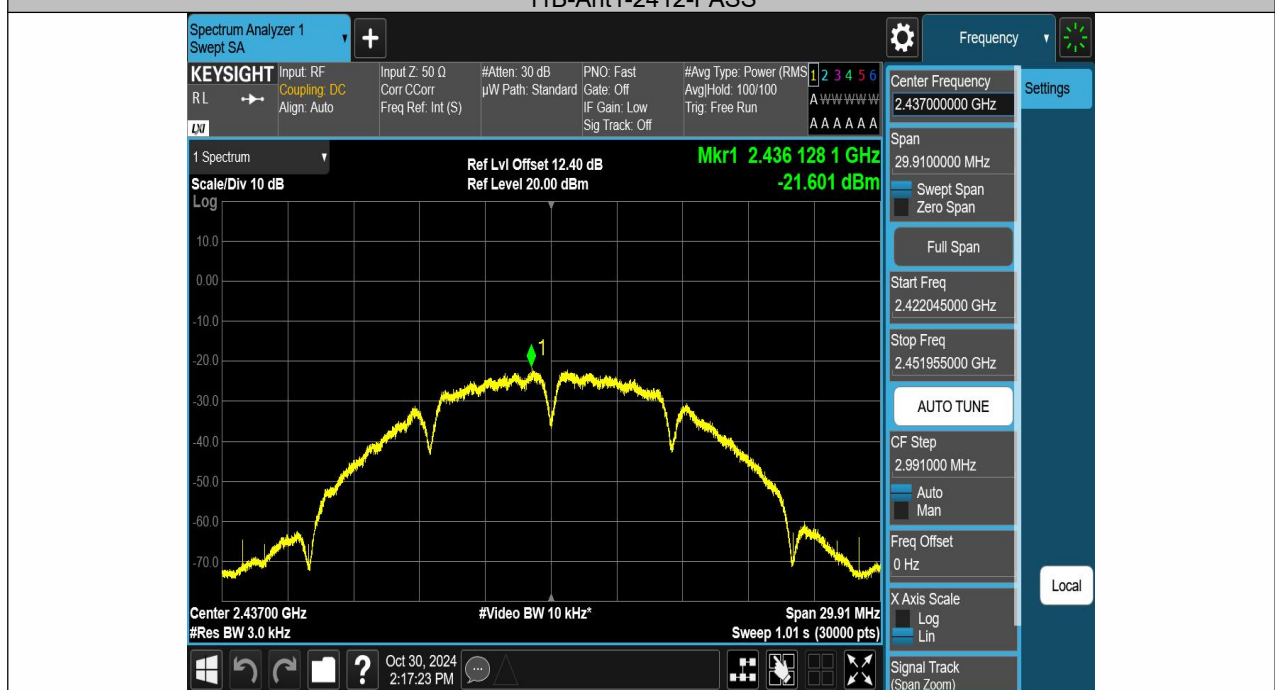 11B-Ant1-2412-PASS
Spectrum Analyzer 1
Swept SA
+
Frequency
KEYSIGHT
RL
LXI
Input: RF
Coupling: DC
Align: Auto
Input Z: 50 Ω
Corr CCorr
Freq Ref: Int (S)
#Atten: 30 dB
µW Path: Standard
PNO: Fast
Gate: Off
IF Gain: Low
Sig Track: Off
#Avg Type: Power (RMS
Avg|Hold: 100/100
Trig: Free Run
1 2 3 4 5 6
A W W W W W
A A A A A A
1 Spectrum
Scale/Div 10 dB
Log
Ref Lvl Offset 12.40 dB
Ref Level 20.00 dBm
Mkr1 2.436 128 1 GHz
-21.601 dBm
10.0
0.00
-10.0
-20.0
-30.0
-40.0
-50.0
-60.0
-70.0
1
Center 2.43700 GHz
#Res BW 3.0 kHz
#Video BW 10 kHz*
Span 29.91 MHz
Sweep 1.01 s (30000 pts)
?
Oct 30, 2024
2:17:23 PM
Center Frequency
2.437000000 GHz
Settings
Span
29.9100000 MHz
Swept Span
Zero Span
Full Span
Start Freq
2.422045000 GHz
Stop Freq
2.451955000 GHz
AUTO TUNE
CF Step
2.991000 MHz
Auto
Man
Freq Offset
0 Hz
X Axis Scale
Log
Lin
Signal Track
(Span Zoom)
Local